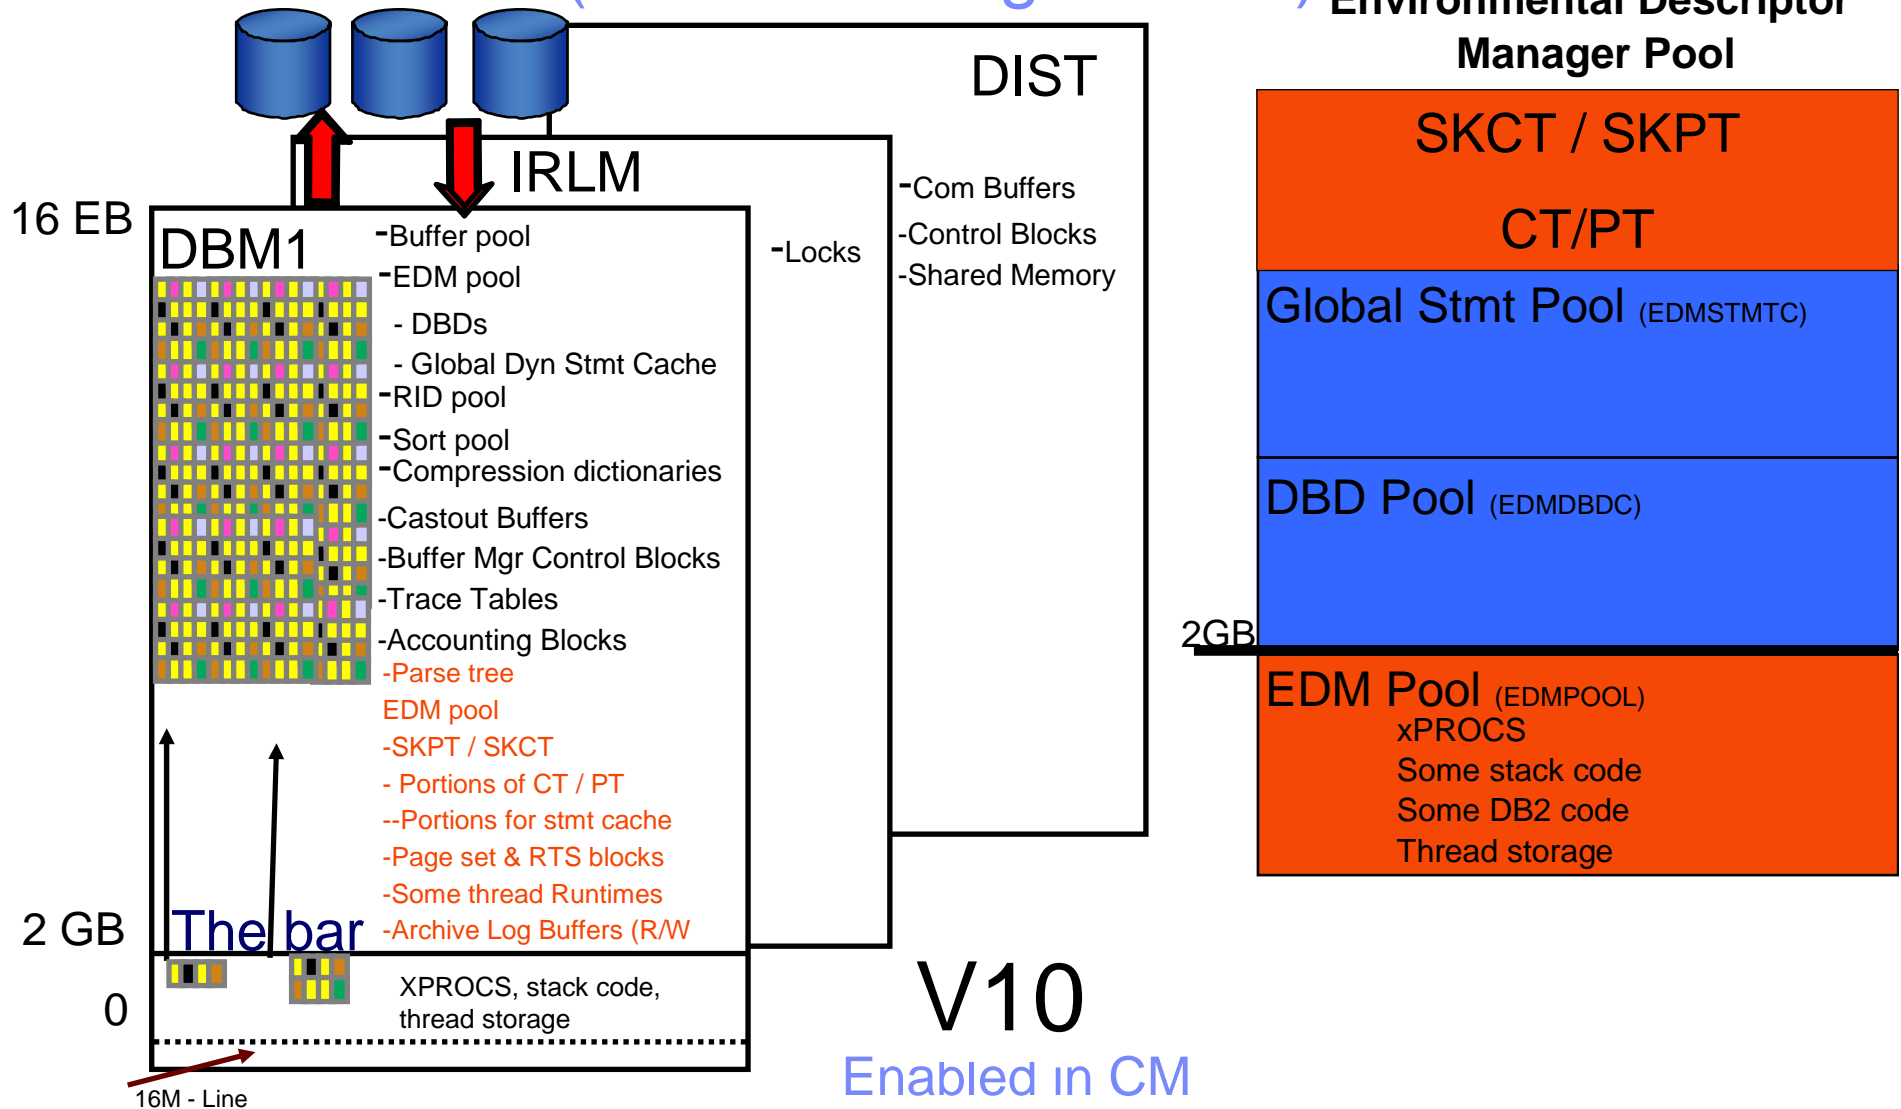 Environmental Descriptor
Manager Pool
DIST
IRLM
16 EB
DBM1
-Buffer pool
-EDM pool
- DBDs
- Global Dyn Stmt Cache
-RID pool
-Sort pool
-Compression dictionaries
-Castout Buffers
-Buffer Mgr Control Blocks
-Trace Tables
-Accounting Blocks
-Parse tree
EDM pool
-SKPT / SKCT
- Portions of CT / PT
--Portions for stmt cache
-Page set & RTS blocks
-Some thread Runtimes
-Archive Log Buffers (R/W
2 GB
The bar
0
XPROCS, stack code,
thread storage
16M - Line
-Locks
-Com Buffers
-Control Blocks
-Shared Memory
V10
Enabled in CM
SKCT / SKPT
CT/PT
Global Stmt Pool (EDMSTMTC)
DBD Pool (EDMDBDC)
2GB
EDM Pool (EDMPOOL)
xPROCS
Some stack code
Some DB2 code
Thread storage